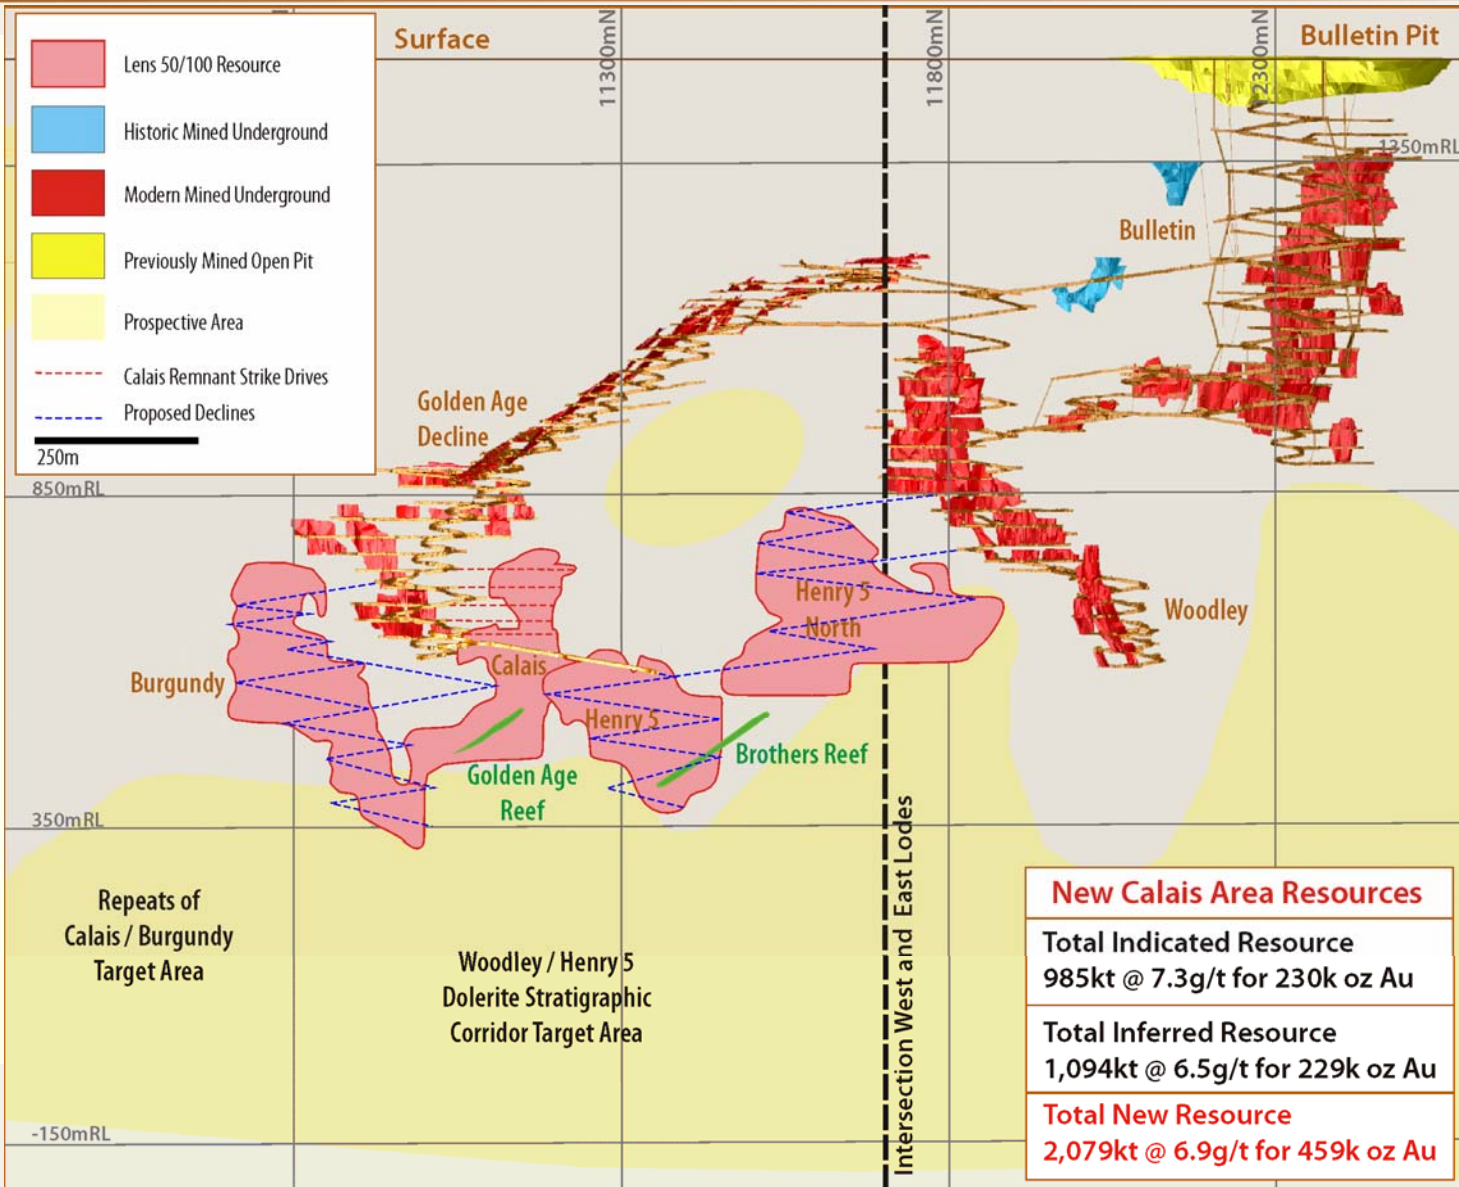 Lens 50/100 Resource
Historic Mined Underground
Modern Mined Underground
Previously Mined Open Pit
Prospective Area
Calais Remnant Strike Drives
Proposed Declines
250m
Surface
11300mN
11800mN
12300mN
Bulletin Pit
1350mRL
Bulletin
Golden Age
Decline
850mRL
Henry 5
North
Woodley
Burgundy
Calais
Henry 5
Brothers Reef
Golden Age
Reef
350mRL
Intersection West and East Lodes
Repeats of
Calais / Burgundy
Target Area
Woodley / Henry 5
Dolerite Stratigraphic
Corridor Target Area
-150mRL
New Calais Area Resources
Total Indicated Resource
985kt @ 7.3g/t for 230k oz Au
Total Inferred Resource
1,094kt @ 6.5g/t for 229k oz Au
Total New Resource
2,079kt @ 6.9g/t for 459k oz Au